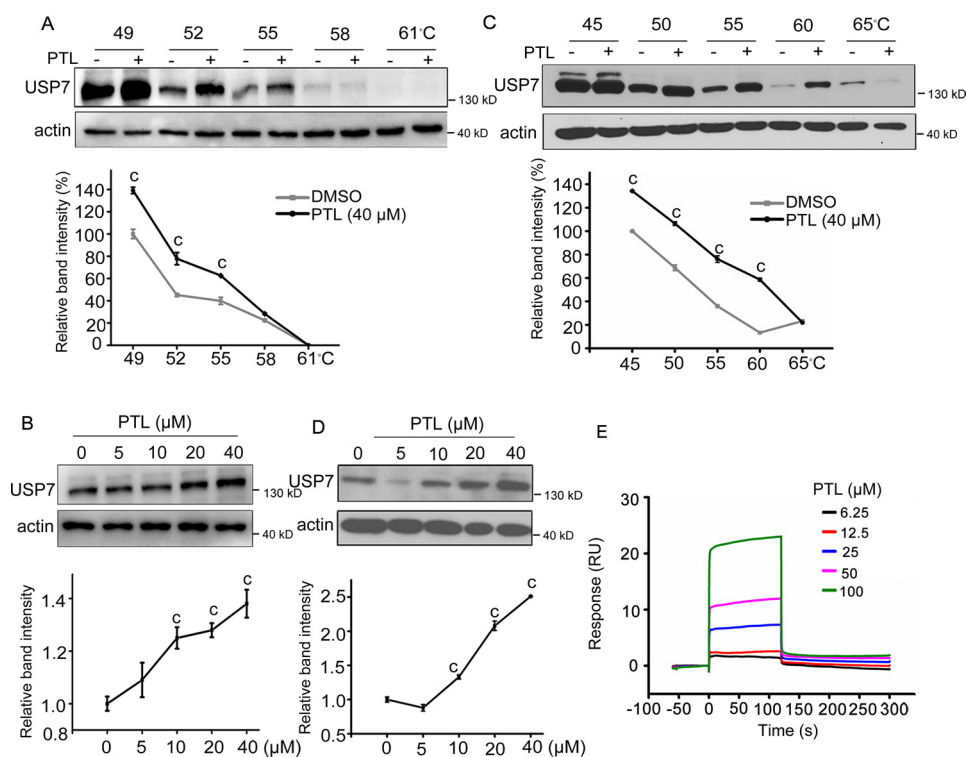 A
49 52 55 58 61°C
PTL - + - + - + - + - +
USP7
130 kD
actin
40 kD
Relative band intensity (%)
140
120
100
80
60
40
20
0
DMSO
PTL (40 µM)
c
c
c
49 52 55 58 61°C
C
45 50 55 60 65°C
PTL - + - + - + - + - +
USP7
130 kD
actin
40 kD
Relative band intensity (%)
140
120
100
80
60
40
20
0
DMSO
PTL (40 µM)
c
c
c
c
45 50 55 60 65°C
B
PTL (µM)
0 5 10 20 40
USP7
130 kD
actin
40 kD
Relative band intensity
1.4
1.2
1.0
0.8
c
c
c
0 5 10 20 40 (µM)
D
PTL (µM)
0 5 10 20 40
USP7
130 kD
actin
40 kD
Relative band intensity
2.5
2.0
1.5
1.0
0.5
c
c
c
0 5 10 20 40 (µM)
E
Response (RU)
30
20
10
0
PTL (µM)
6.25
12.5
25
50
100
-100 -50 0 50 100 150 200 250 300
Time (s)